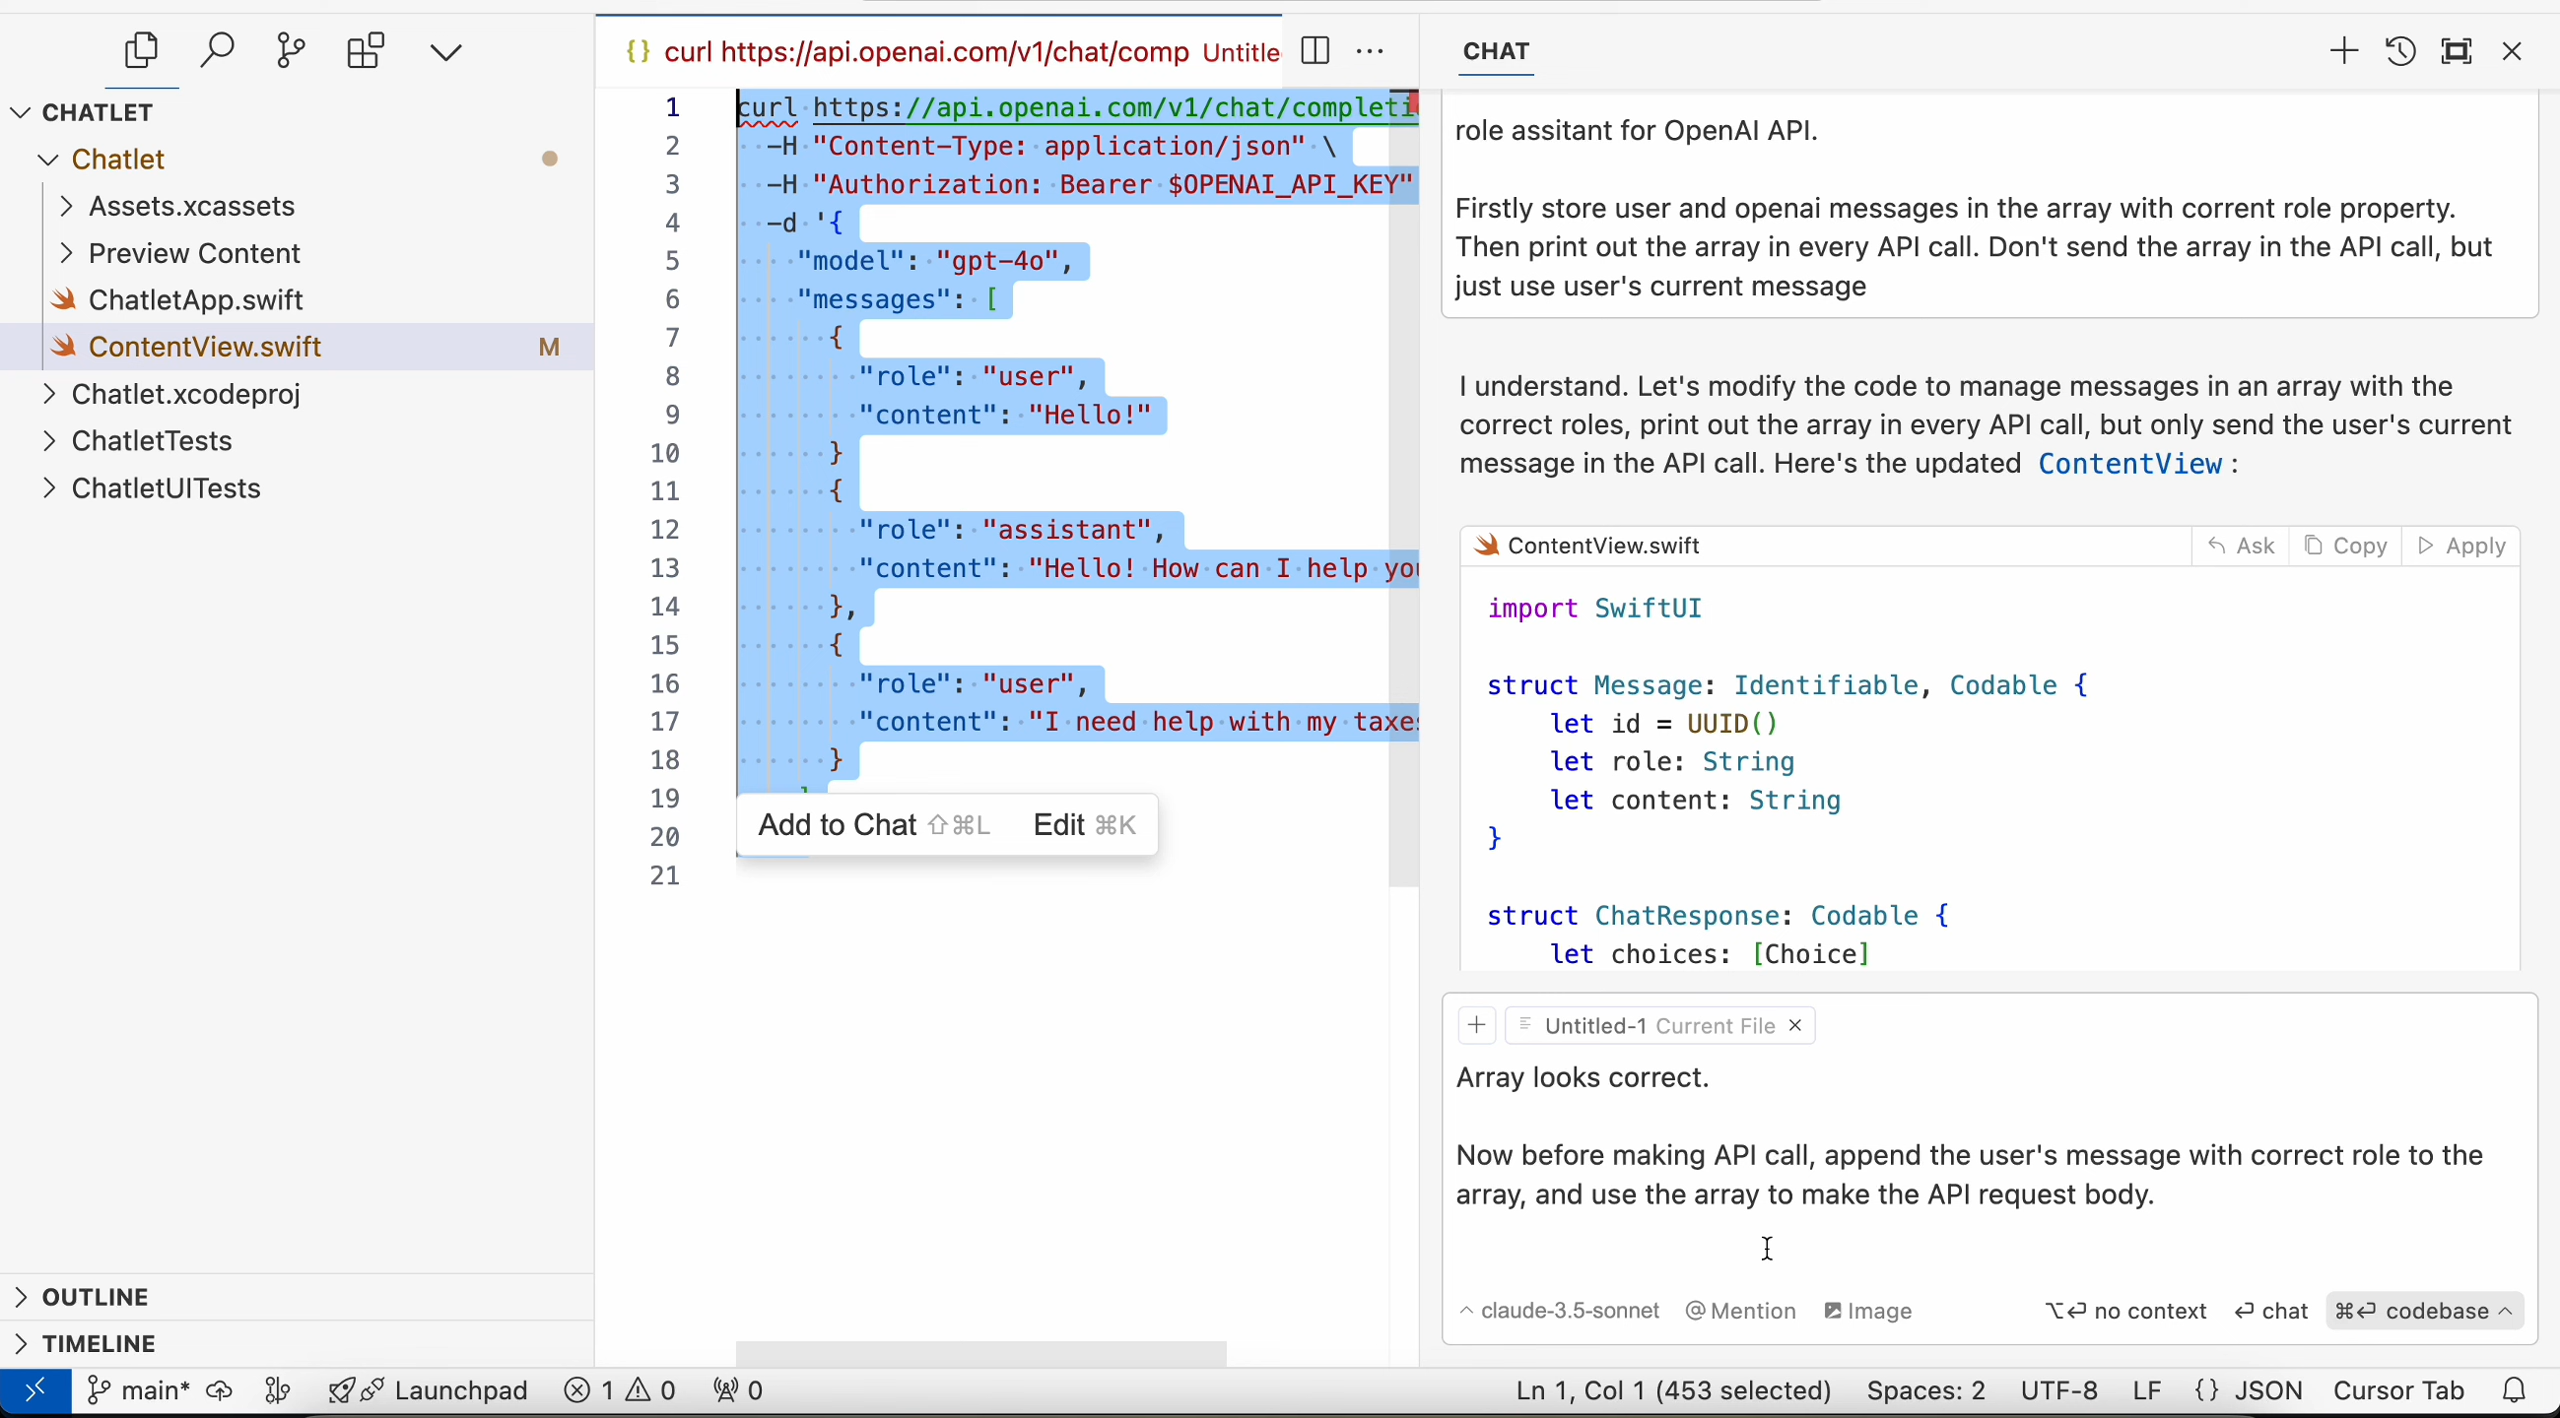 CHATLET
Chatlet
Assets.xcassets
Preview Content
ChatletApp.swift
ContentView.swift M
Chatlet.xcodeproj
ChatletTests
ChatletUITests
OUTLINE
TIMELINE
{} curl https://api.openai.com/v1/chat/comp Untitle
1 curl https://api.openai.com/v1/chat/completi
2 -H "Content-Type: application/json" \
3 -H "Authorization: Bearer $OPENAI_API_KEY"
4 -d '{
5 "model": "gpt-4o",
6 "messages": [
7 {
8 "role": "user",
9 "content": "Hello!"
10 }
11 {
12 "role": "assistant",
13 "content": "Hello! How can I help you
14 },
15 {
16 "role": "user",
17 "content": "I need help with my taxes
18 }
19 ]
20
21
Add to Chat ⇧⌘L Edit ⌘K
CHAT
role assitant for OpenAI API.
Firstly store user and openai messages in the array with corrent role property.
Then print out the array in every API call. Don't send the array in the API call, but
just use user's current message
I understand. Let's modify the code to manage messages in an array with the
correct roles, print out the array in every API call, but only send the user's current
message in the API call. Here's the updated ContentView :
ContentView.swift Ask Copy Apply
import SwiftUI
struct Message: Identifiable, Codable {
let id = UUID()
let role: String
let content: String
}
struct ChatResponse: Codable {
let choices: [Choice]
Untitled-1 Current File
Array looks correct.
Now before making API call, append the user's message with correct role to the
array, and use the array to make the API request body.
claude-3.5-sonnet @ Mention Image ⌥⏎ no context ⏎ chat ⌘⏎ codebase
main* Launchpad 1 0 0 Ln 1, Col 1 (453 selected) Spaces: 2 UTF-8 LF {} JSON Cursor Tab